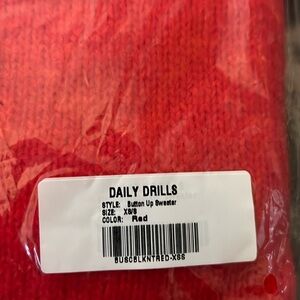 DAILY DRILLS
STYLE: Button Up Sweater
SIZE: XS/S
COLOR: Red
BUSCBLKNTRED-XSS